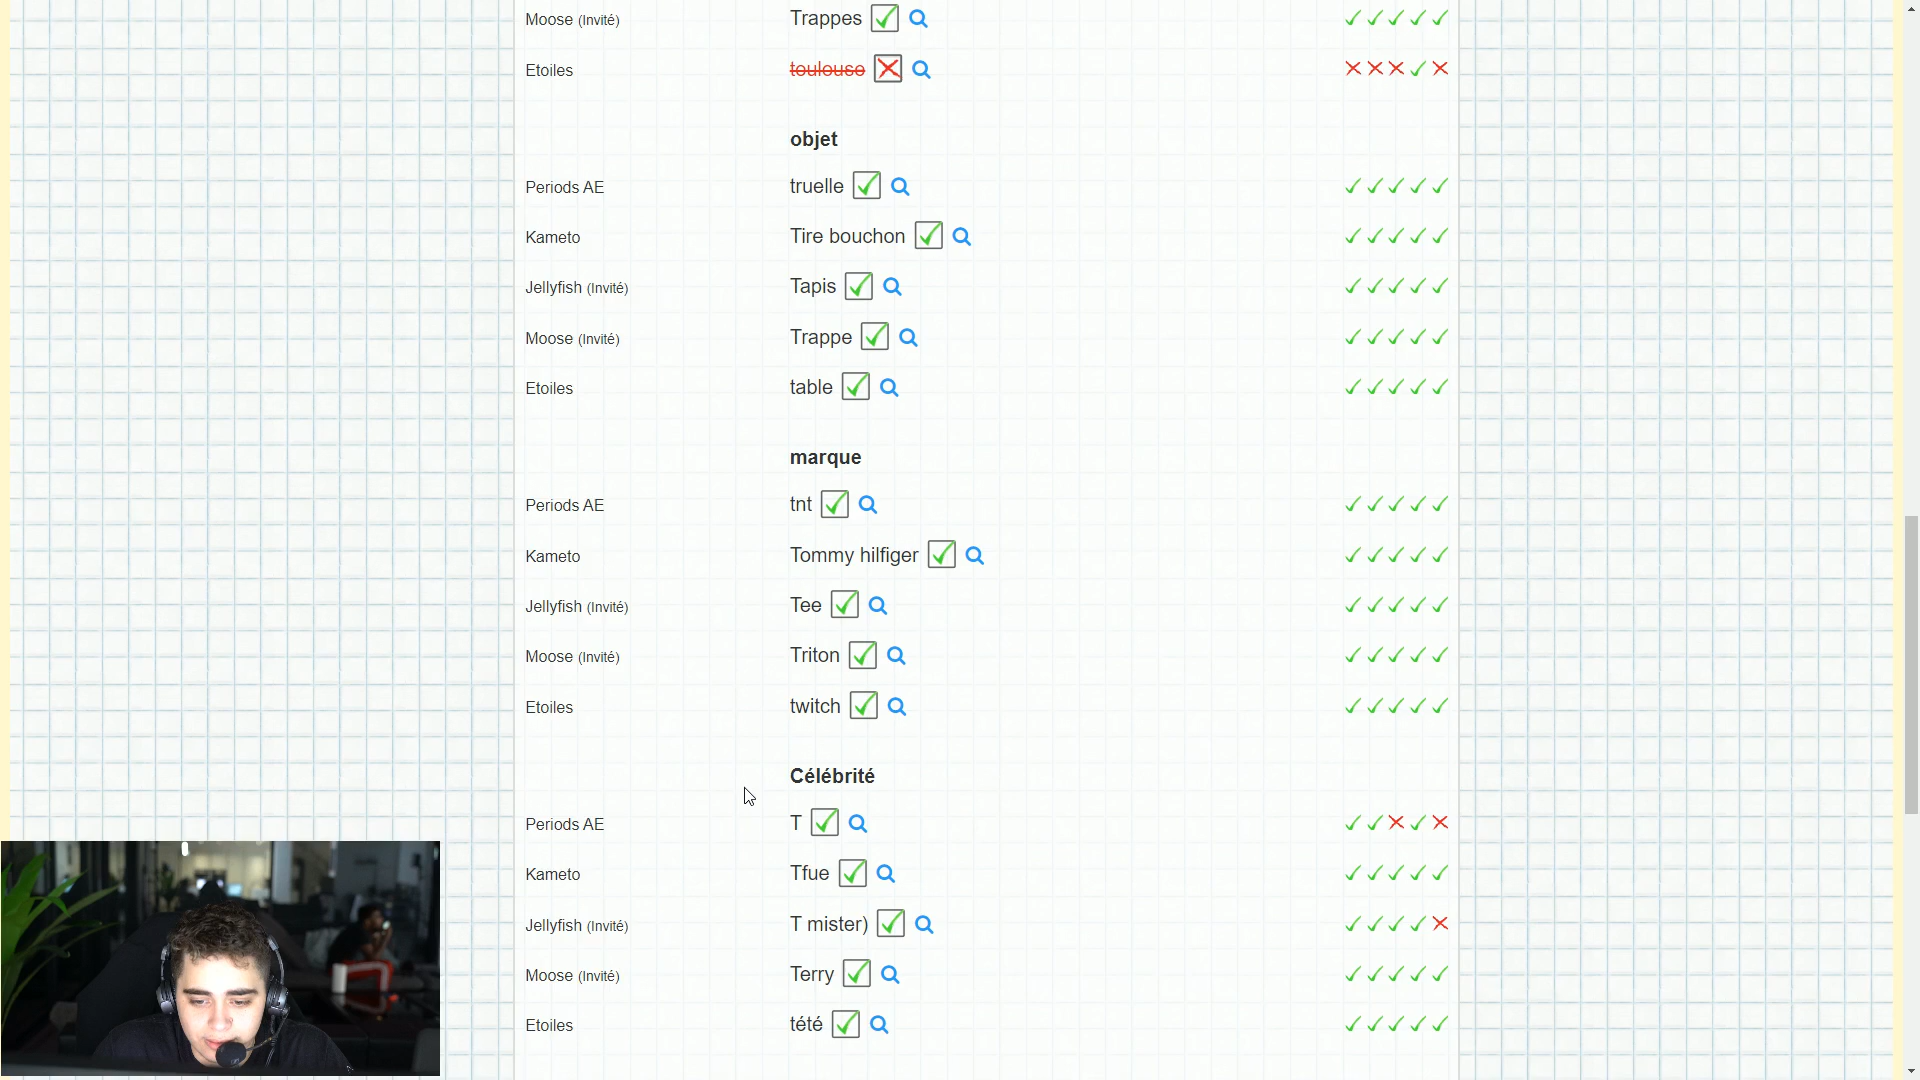 Moose (Invité) Trappes
Etoiles toulouse
objet
Periods AE truelle
Kameto Tire bouchon
Jellyfish (Invité) Tapis
Moose (Invité) Trappe
Etoiles table
marque
Periods AE tnt
Kameto Tommy hilfiger
Jellyfish (Invité) Tee
Moose (Invité) Triton
Etoiles twitch
Célébrité
Periods AE T
Kameto Tfue
Jellyfish (Invité) T mister)
Moose (Invité) Terry
Etoiles tété